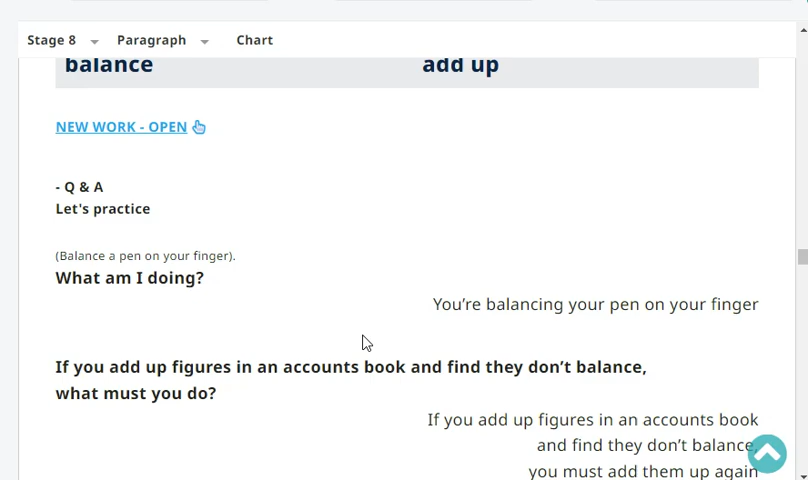 Stage 8 Paragraph Chart
balance add up
NEW WORK - OPEN
- Q & A
Let's practice
(Balance a pen on your finger).
What am I doing?
You’re balancing your pen on your finger
If you add up figures in an accounts book and find they don’t balance,
what must you do?
If you add up figures in an accounts book
and find they don’t balance,
you must add them up again